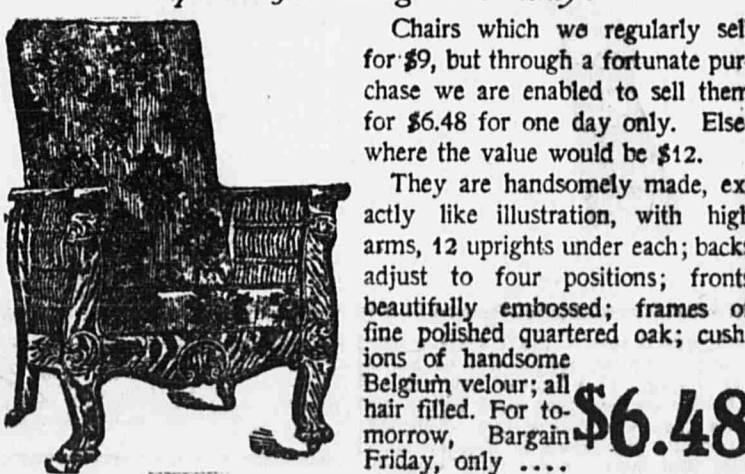 Chairs which we regularly sel
for $9, but through a fortunate pur
chase we are enabled to sell them
for $6.48 for one day only. Else
where the value would be $12.
They are handsomely made, ex
actly like illustration, with high
arms, 12 uprights under each; backs
adjust to four positions; fronts
beautifully embossed; frames o
fine polished quartered oak; cush
ions of handsome
Belgium velour; all
hair filled. For to-
morrow, Bargain
Friday, only ....
$6.48